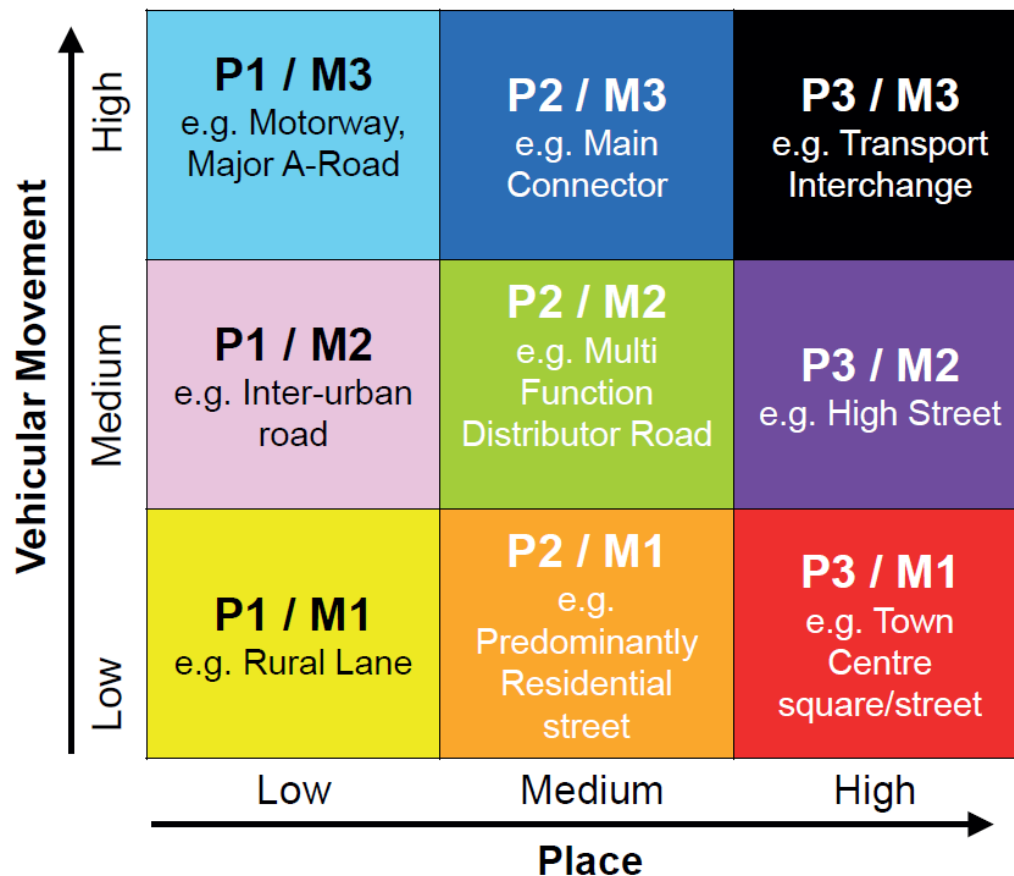 Vehicular Movement
High
P1 / M3
e.g. Motorway,
Major A-Road
P2 / M3
e.g. Main
Connector
P3 / M3
e.g. Transport
Interchange
Medium
P1 / M2
e.g. Inter-urban
road
P2 / M2
e.g. Multi
Function
Distributor Road
P3 / M2
e.g. High Street
Low
P1 / M1
e.g. Rural Lane
P2 / M1
e.g.
Predominantly
Residential
street
P3 / M1
e.g. Town
Centre
square/street
Low
Medium
High
Place